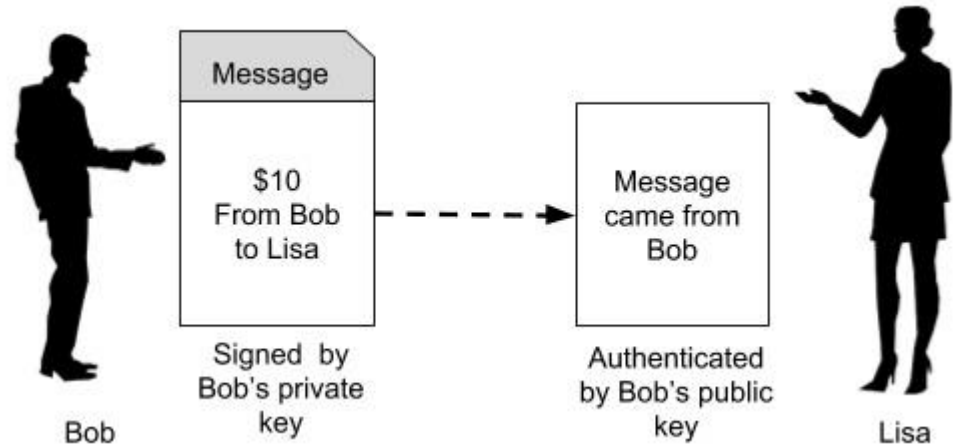 Message
$10
From Bob
to Lisa
Signed by
Bob's private
key
Bob
Message
came from
Bob
Authenticated
by Bob's public
key
Lisa